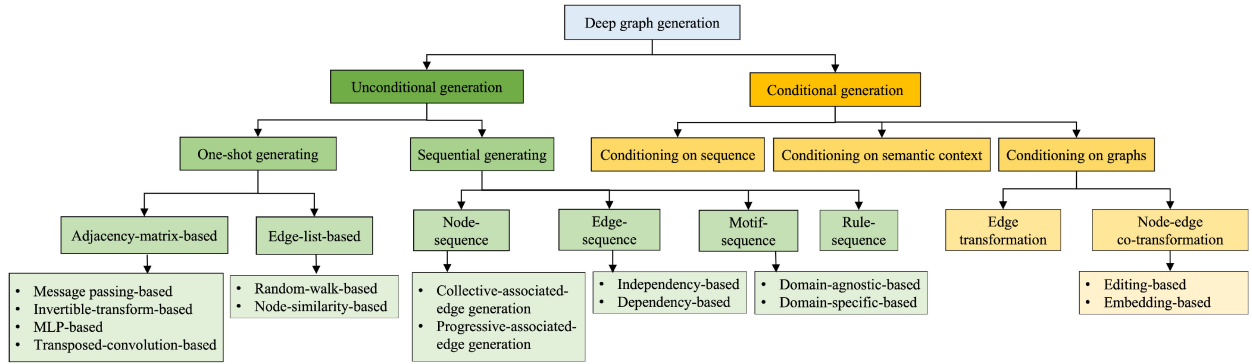 Deep graph generation
Unconditional generation
Conditional generation
One-shot generating
Sequential generating
Conditioning on sequence
Conditioning on semantic context
Conditioning on graphs
Adjacency-matrix-based
Edge-list-based
Node-
sequence
Edge-
sequence
Motif-
sequence
Rule-
sequence
Edge
transformation
Node-edge
co-transformation
• Message passing-based
• Invertible-transform-based
• MLP-based
• Transposed-convolution-based
• Random-walk-based
• Node-similarity-based
• Collective-associated-
edge generation
• Progressive-associated-
edge generation
• Independency-based
• Dependency-based
• Domain-agnostic-based
• Domain-specific-based
• Editing-based
• Embedding-based